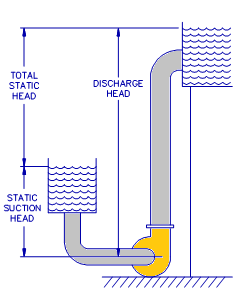 TOTAL
STATIC
HEAD
DISCHARGE
HEAD
STATIC
SUCTION
HEAD